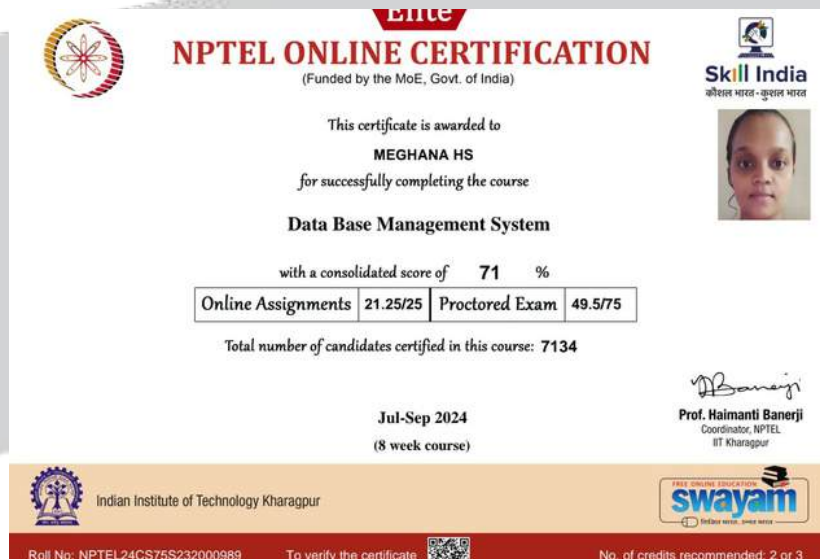 Elite
NPTEL ONLINE CERTIFICATION
(Funded by the MoE, Govt. of India)
Skill India
कौशल भारत - कुशल भारत
This certificate is awarded to
MEGHANA HS
for successfully completing the course
Data Base Management System
with a consolidated score of 71 %
Online Assignments 21.25/25 Proctored Exam 49.5/75
Total number of candidates certified in this course: 7134
Jul-Sep 2024
(8 week course)
Prof. Haimanti Banerji
Coordinator, NPTEL
IIT Kharagpur
Indian Institute of Technology Kharagpur
FREE ONLINE EDUCATION
swayam
Roll No: NPTEL24CS75S232000989 To verify the certificate No. of credits recommended: 2 or 3